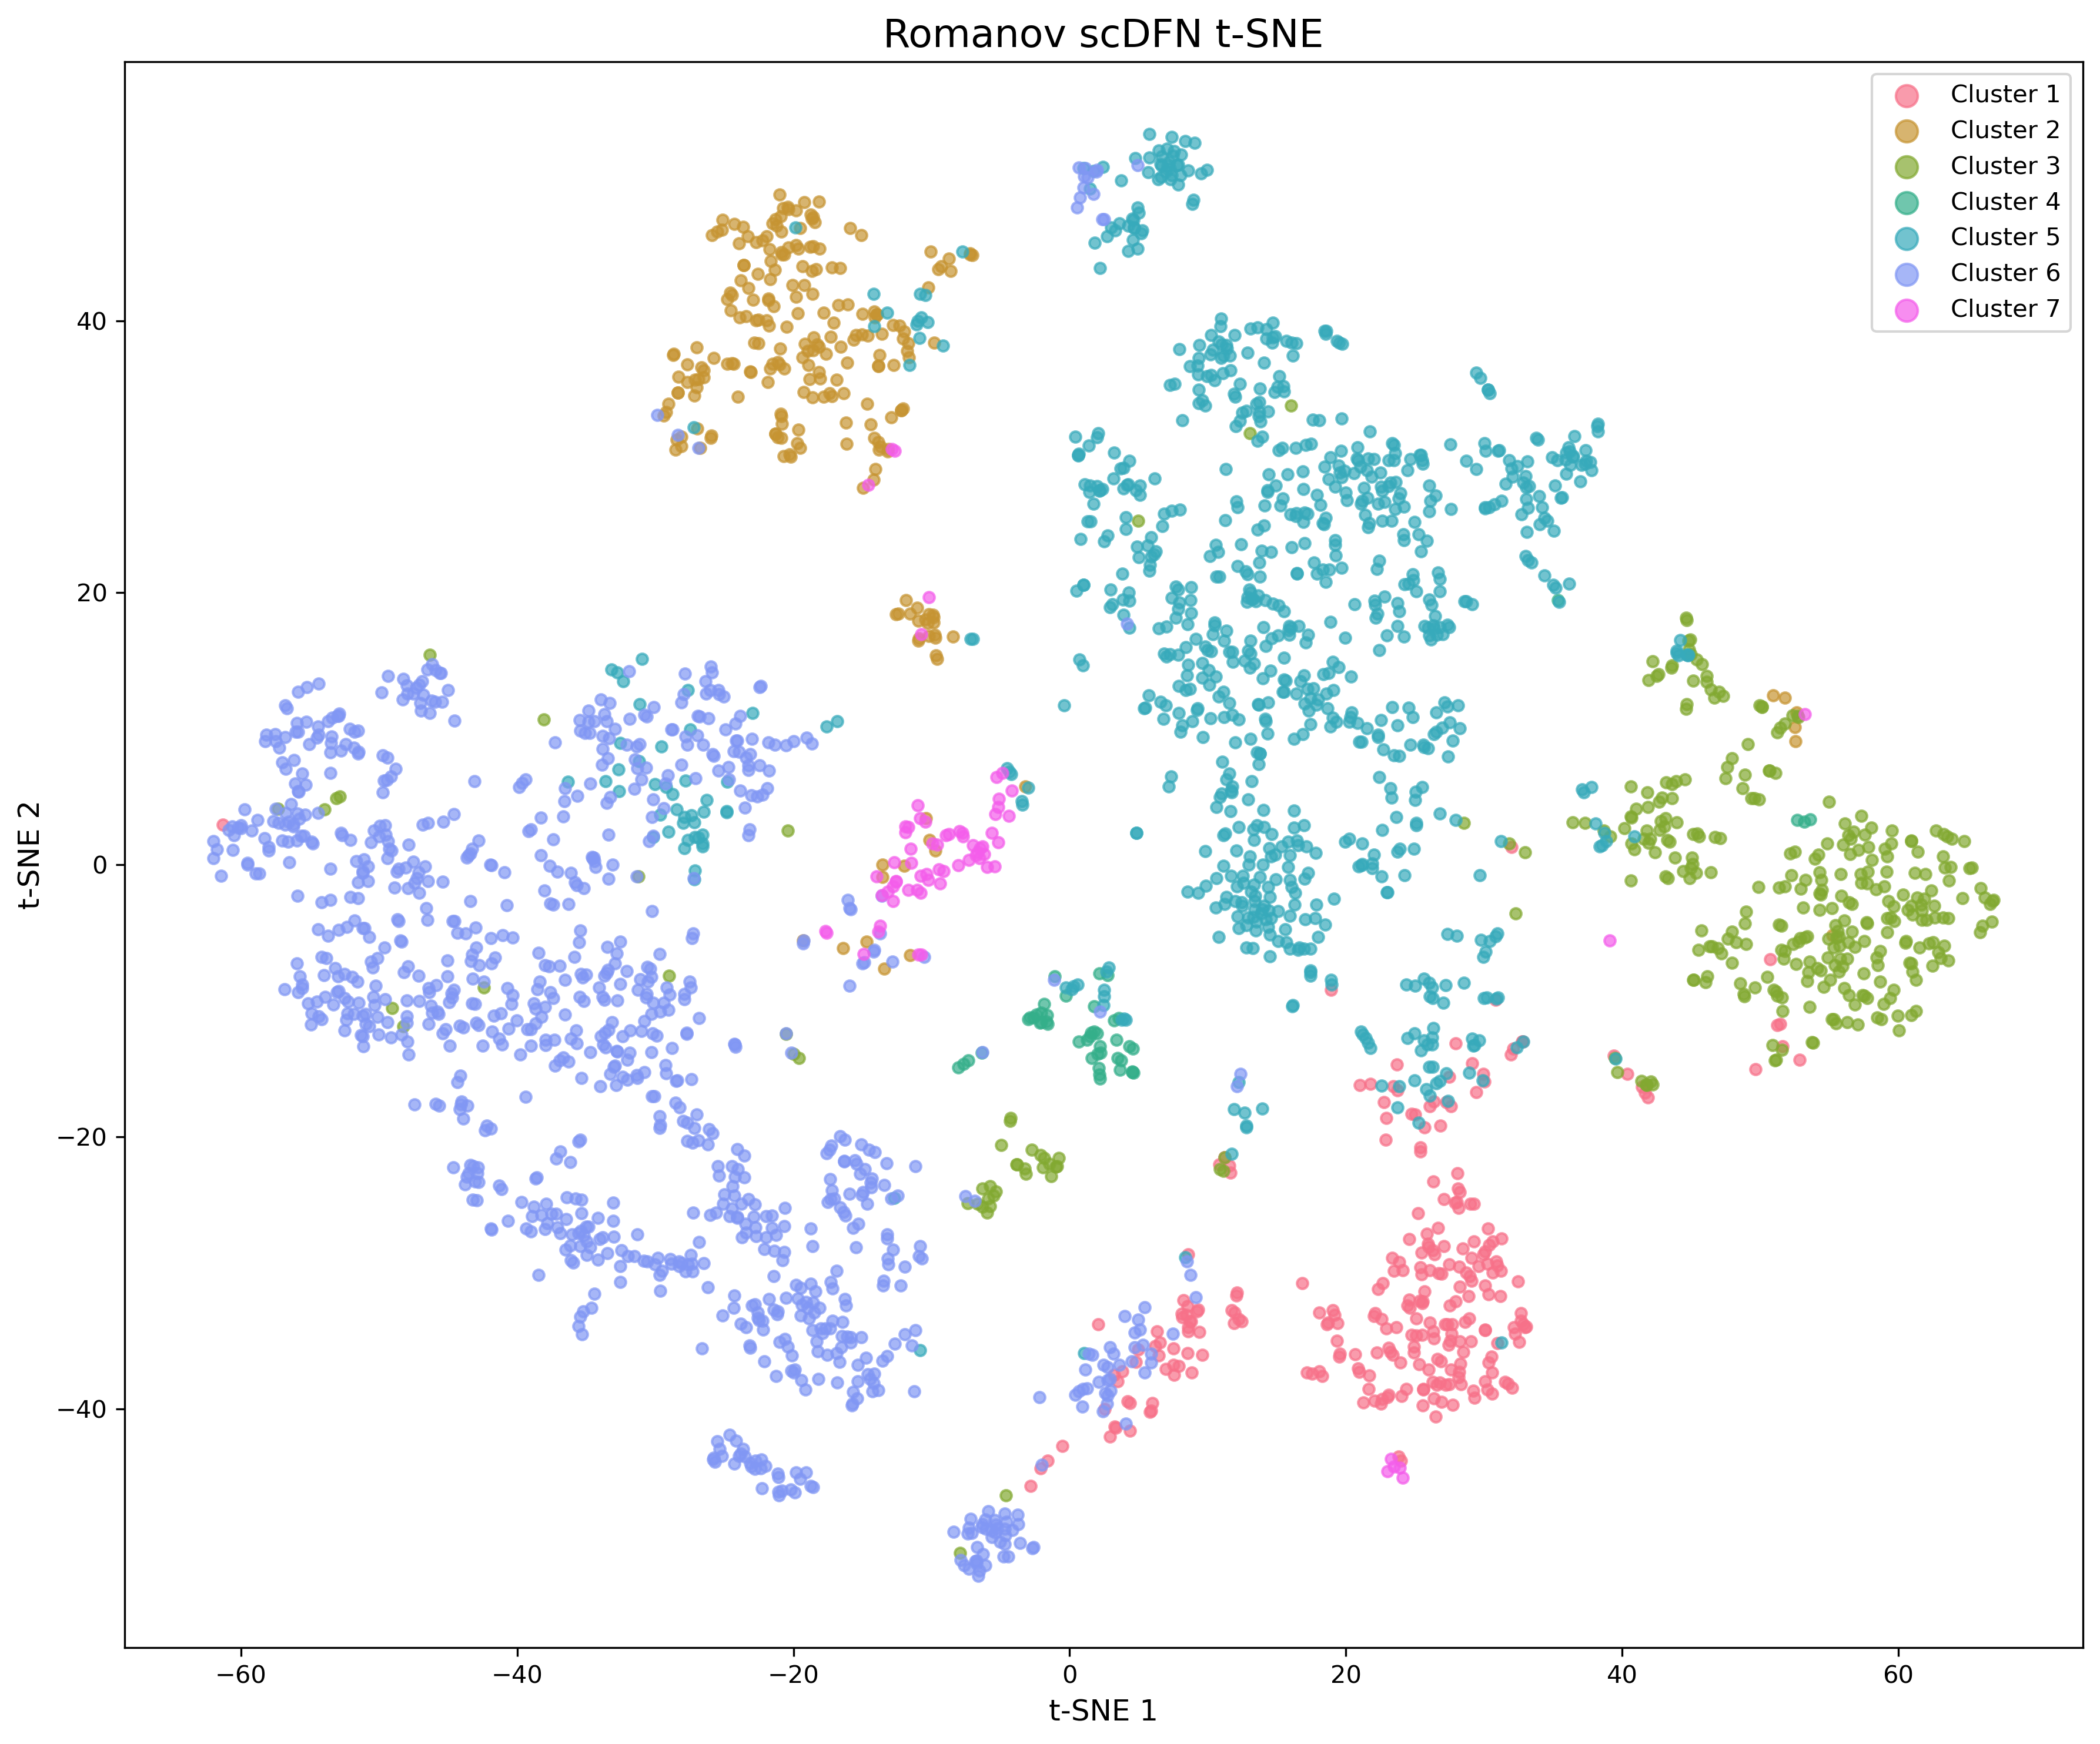 Romanov scDFN t-SNE
Cluster 1
Cluster 2
Cluster 3
Cluster 4
Cluster 5
Cluster 6
Cluster 7
40
20
0
−20
−40
t-SNE 2
−60
−40
−20
0
20
40
60
t-SNE 1